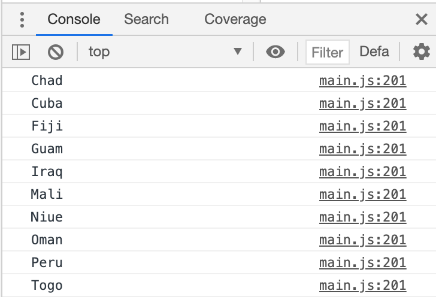 Console Search Coverage
top Filter Defa
Chad main.js:201
Cuba main.js:201
Fiji main.js:201
Guam main.js:201
Iraq main.js:201
Mali main.js:201
Niue main.js:201
Oman main.js:201
Peru main.js:201
Togo main.js:201